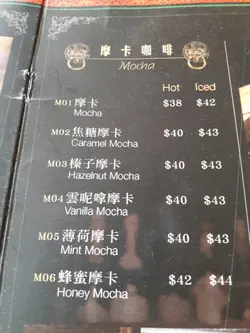 摩卡咖啡
Mocha
Hot Iced
M01 摩卡 $38 $42
Mocha
M02 焦糖摩卡 $40 $43
Caramel Mocha
M03 榛子摩卡 $40 $43
Hazelnut Mocha
M04 雲呢嗱摩卡 $40 $43
Vanilla Mocha
M05 薄荷摩卡 $40 $43
Mint Mocha
M06 蜂蜜摩卡 $42 $44
Honey Mocha